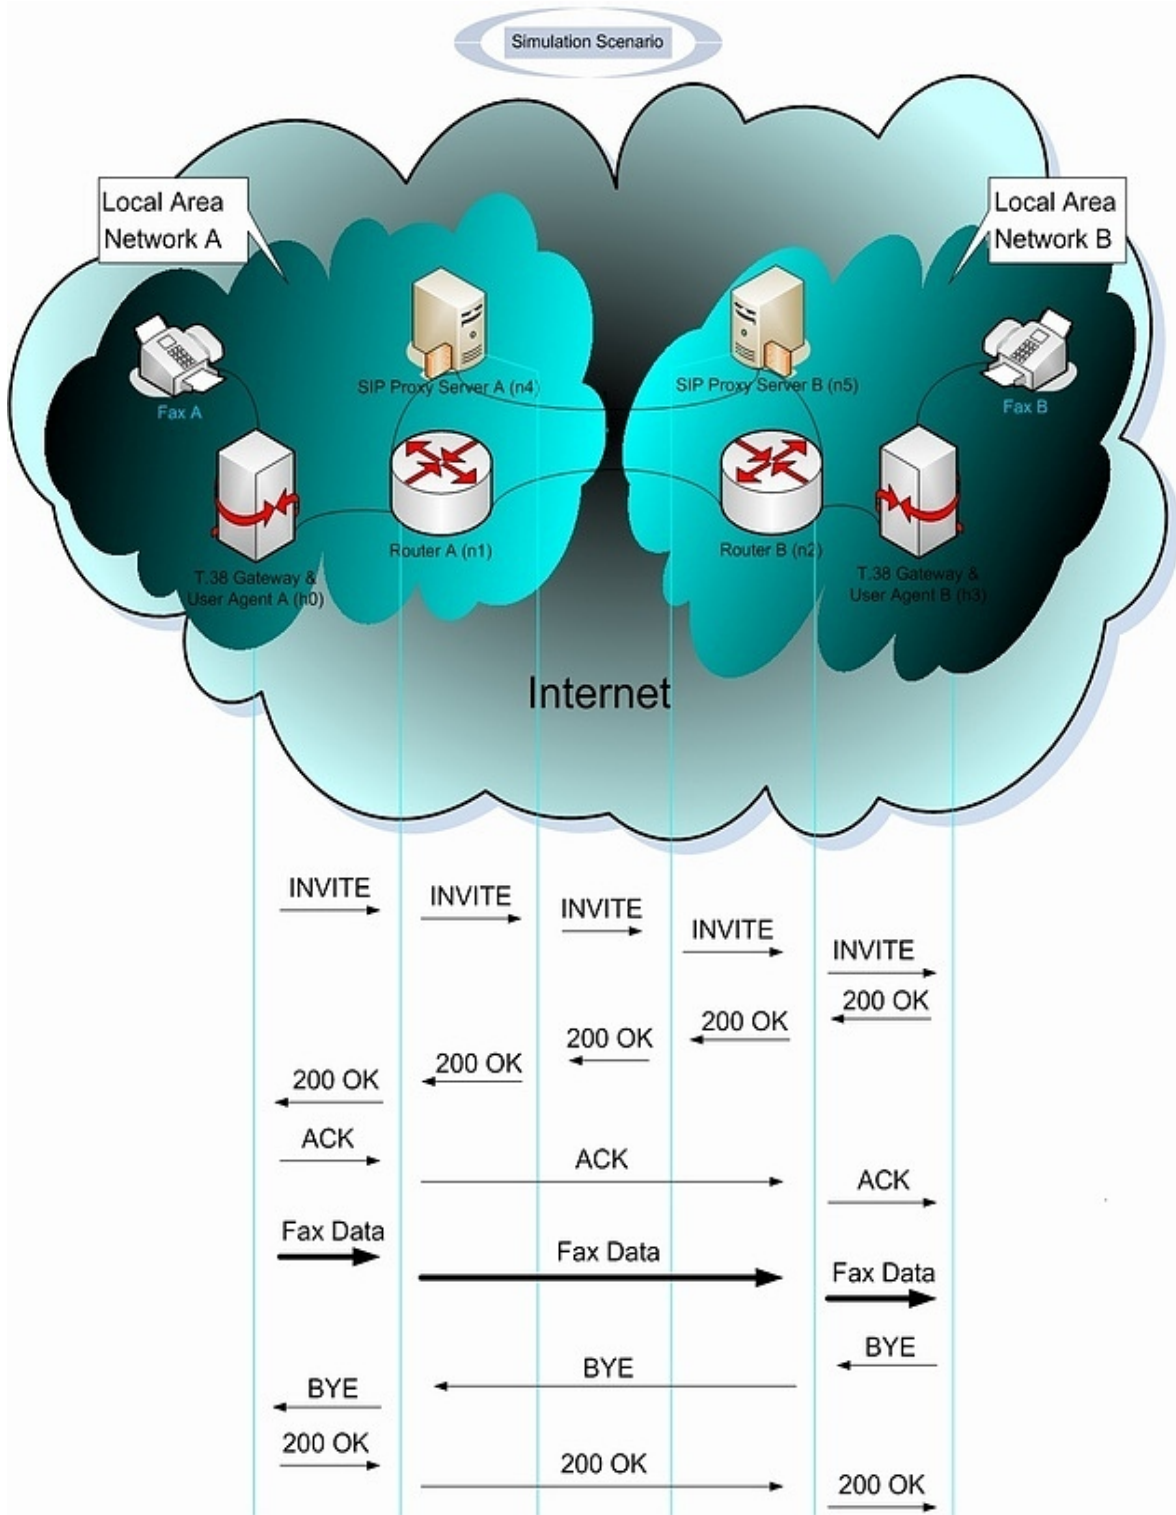 Simulation Scenario
Local Area
Network A
Local Area
Network B
SIP Proxy Server A (n4)
SIP Proxy Server B (n5)
Fax A
Fax B
Router A (n1)
Router B (n2)
T.38 Gateway &
User Agent A (h0)
T.38 Gateway &
User Agent B (h3)
Internet
INVITE
INVITE
INVITE
INVITE
INVITE
200 OK
200 OK
200 OK
200 OK
200 OK
ACK
ACK
ACK
Fax Data
Fax Data
Fax Data
BYE
BYE
BYE
200 OK
200 OK
200 OK